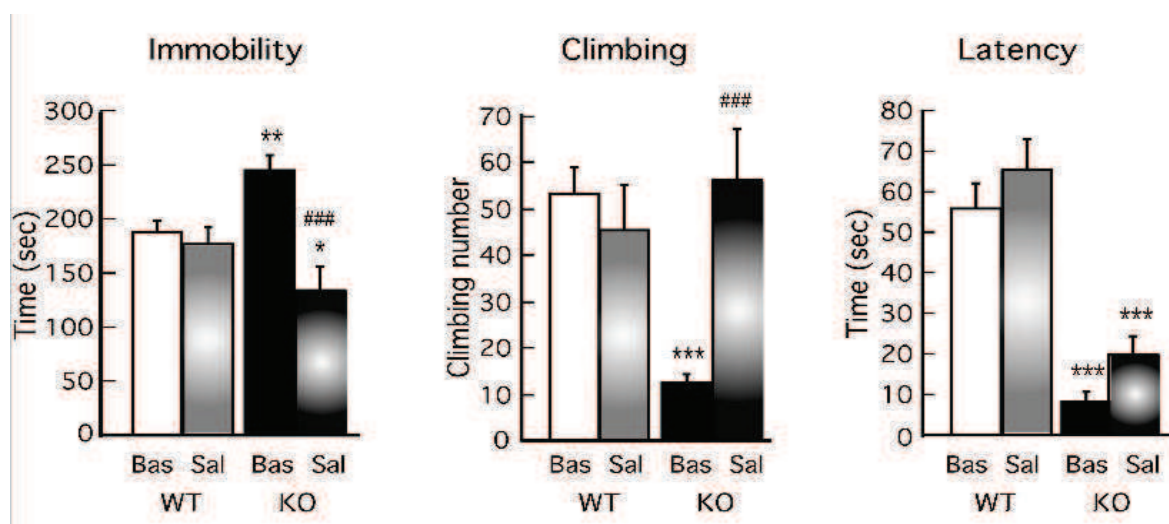 Immobility
300
250
200
150
100
50
0
Time (sec)
**
###
*
Bas Sal Bas Sal
WT KO
Climbing
70
60
50
40
30
20
10
0
Climbing number
***
###
Bas Sal Bas Sal
WT KO
Latency
80
70
60
50
40
30
20
10
0
Time (sec)
***
***
Bas Sal Bas Sal
WT KO